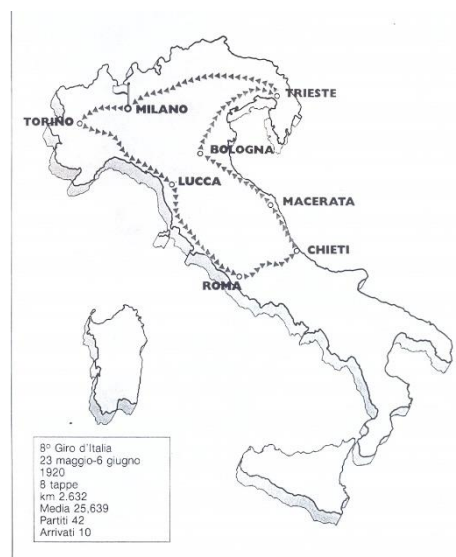 TRIESTE
MILANO
TORINO
BOLOGNA
LUCCA
MACERATA
CHIETI
ROMA
8º Giro d'Italia
23 maggio-6 giugno
1920
8 tappe
km 2.632
Media 25,639
Partiti 42
Arrivati 10